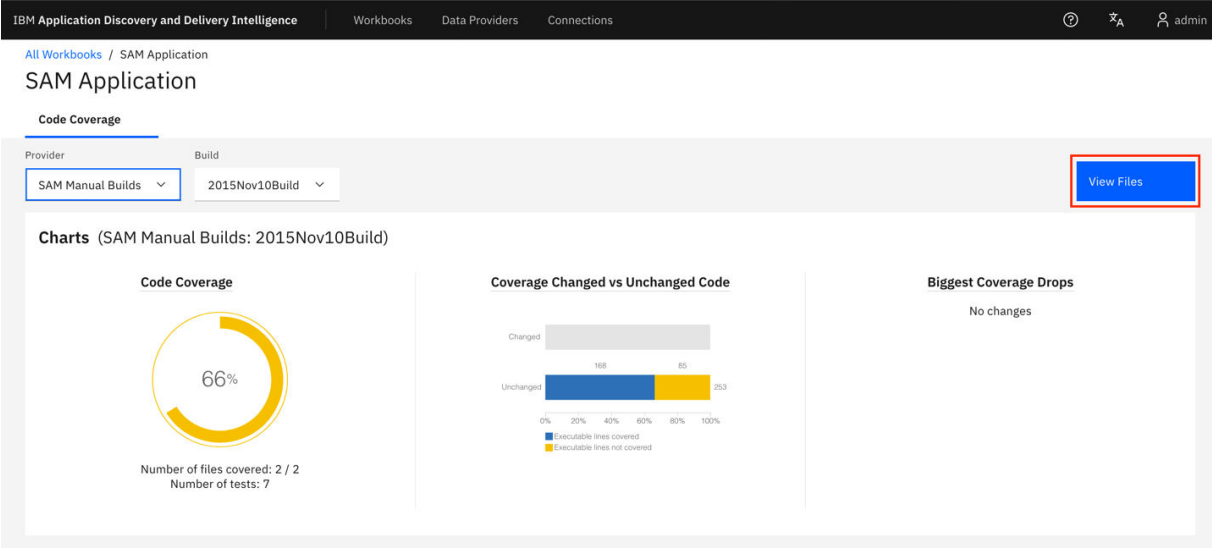 IBM Application Discovery and Delivery Intelligence Workbooks Data Providers Connections admin
All Workbooks / SAM Application
SAM Application
Code Coverage
Provider Build
SAM Manual Builds 2015Nov10Build View Files
Charts (SAM Manual Builds: 2015Nov10Build)
Code Coverage
66%
Number of files covered: 2 / 2
Number of tests: 7
Coverage Changed vs Unchanged Code
Changed
168 85
Unchanged 253
0% 20% 40% 60% 80% 100%
Executable lines covered
Executable lines not covered
Biggest Coverage Drops
No changes